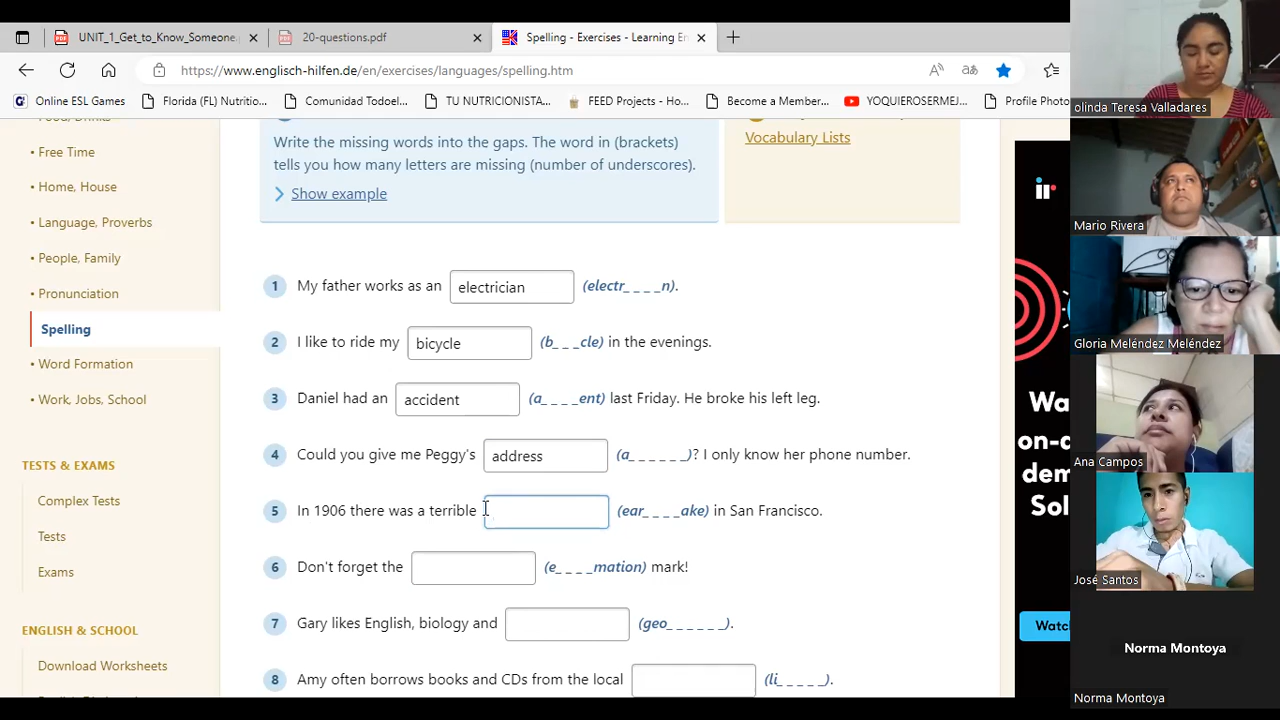 UNIT_1_Get_to_Know_Someone.
20-questions.pdf
Spelling - Exercises - Learning En
https://www.englisch-hilfen.de/en/exercises/languages/spelling.htm
Online ESL Games
Florida (FL) Nutritio...
Comunidad Todoel...
TU NUTRICIONISTA...
FEED Projects - Ho...
Become a Member...
YOQUIEROSERMEJ...
Profile Photo
Food, Drinks
• Free Time
• Home, House
• Language, Proverbs
• People, Family
• Pronunciation
Spelling
• Word Formation
• Work, Jobs, School
TESTS & EXAMS
Complex Tests
Tests
Exams
ENGLISH & SCHOOL
Download Worksheets
Write the missing words into the gaps. The word in (brackets)
tells you how many letters are missing (number of underscores).
Show example
Vocabulary Lists
1 My father works as an electrician (electr_ _ _ _n).
2 I like to ride my bicycle (b_ _ _cle) in the evenings.
3 Daniel had an accident (a_ _ _ _ent) last Friday. He broke his left leg.
4 Could you give me Peggy's address (a_ _ _ _ _ _)? I only know her phone number.
5 In 1906 there was a terrible (ear_ _ _ _ake) in San Francisco.
6 Don't forget the (e_ _ _ _mation) mark!
7 Gary likes English, biology and (geo_ _ _ _ _ _).
8 Amy often borrows books and CDs from the local (li_ _ _ _ _).
ir
Wa
on-d
dem
Sol
Watc
olinda Teresa Valladares
Mario Rivera
Gloria Meléndez Meléndez
Ana Campos
José Santos
Norma Montoya
Norma Montoya